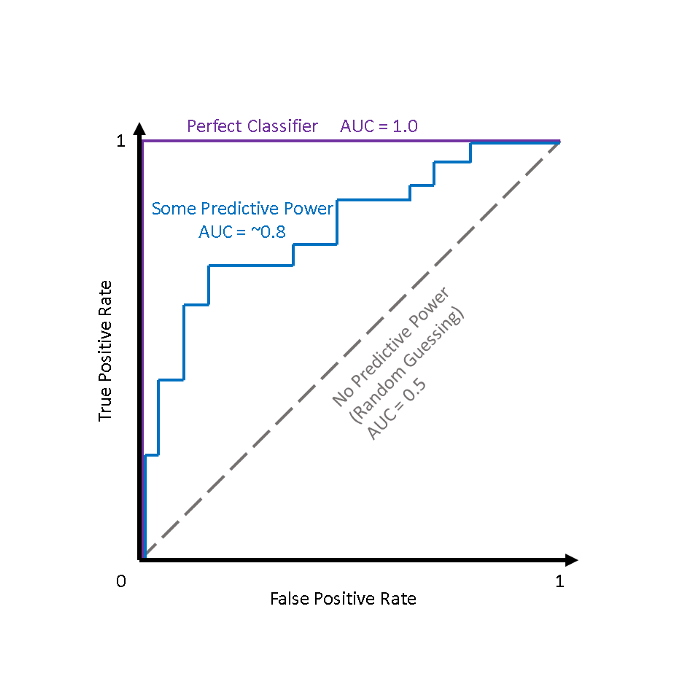 Perfect Classifier AUC = 1.0
1
Some Predictive Power
AUC = ~0.8
No Predictive Power
(Random Guessing)
AUC = 0.5
True Positive Rate
0
1
False Positive Rate